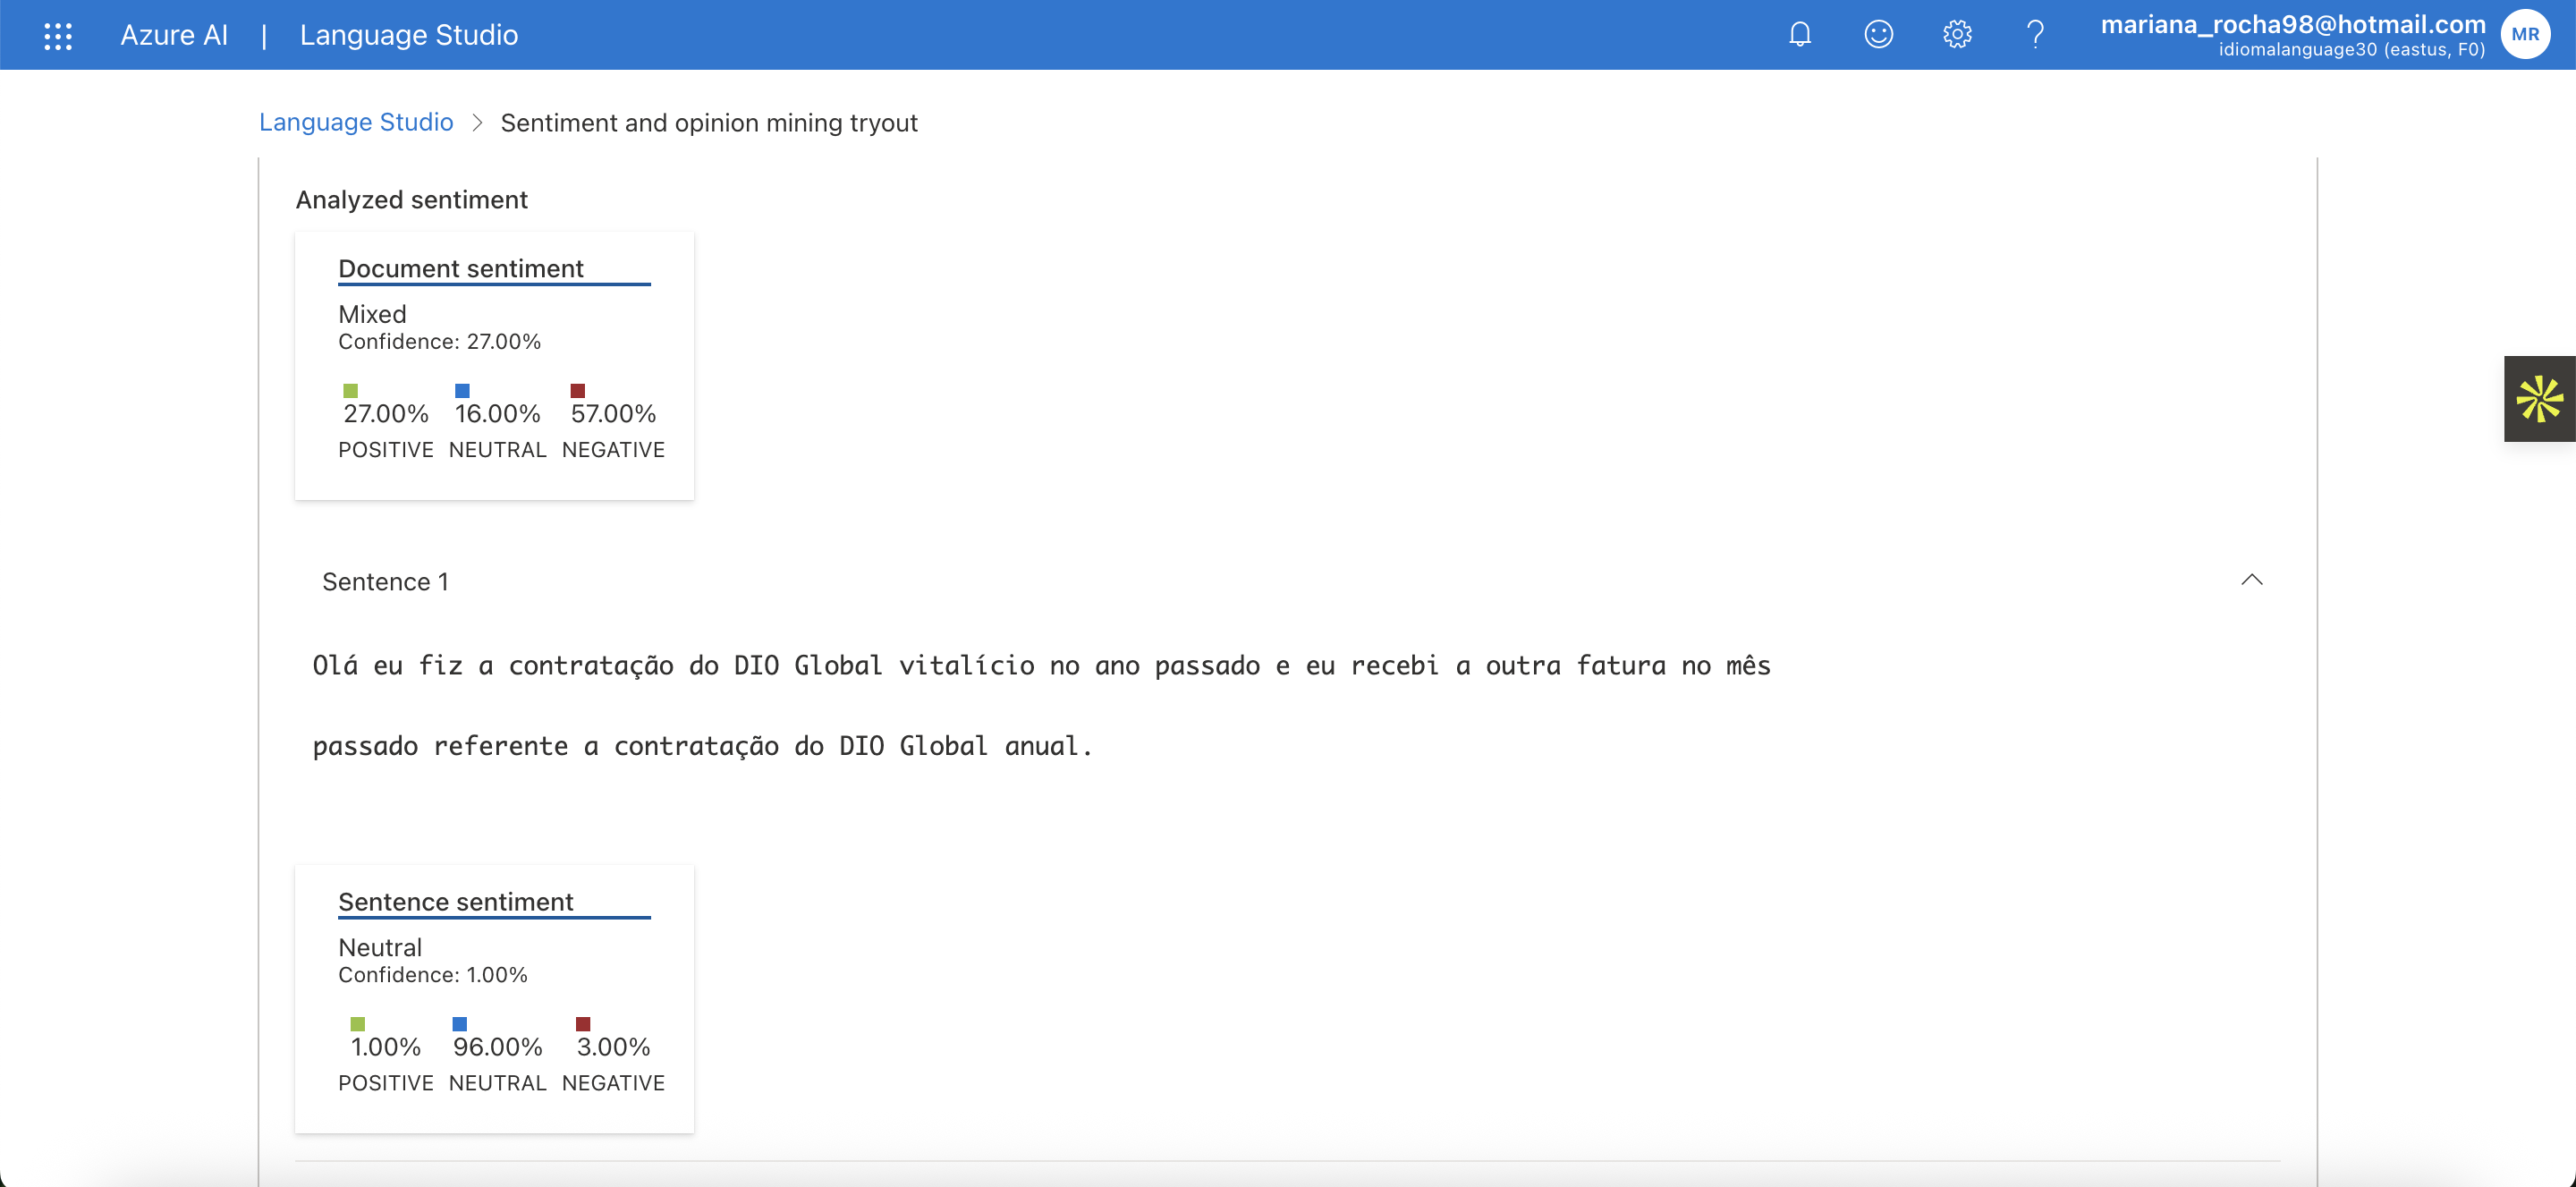 Azure AI | Language Studio
mariana_rocha98@hotmail.com
idiomalanguage30 (eastus, F0)
MR
Language Studio > Sentiment and opinion mining tryout
Analyzed sentiment
Document sentiment
Mixed
Confidence: 27.00%
27.00% 16.00% 57.00%
POSITIVE NEUTRAL NEGATIVE
Sentence 1
Olá eu fiz a contratação do DIO Global vitalício no ano passado e eu recebi a outra fatura no mês
passado referente a contratação do DIO Global anual.
Sentence sentiment
Neutral
Confidence: 1.00%
1.00% 96.00% 3.00%
POSITIVE NEUTRAL NEGATIVE